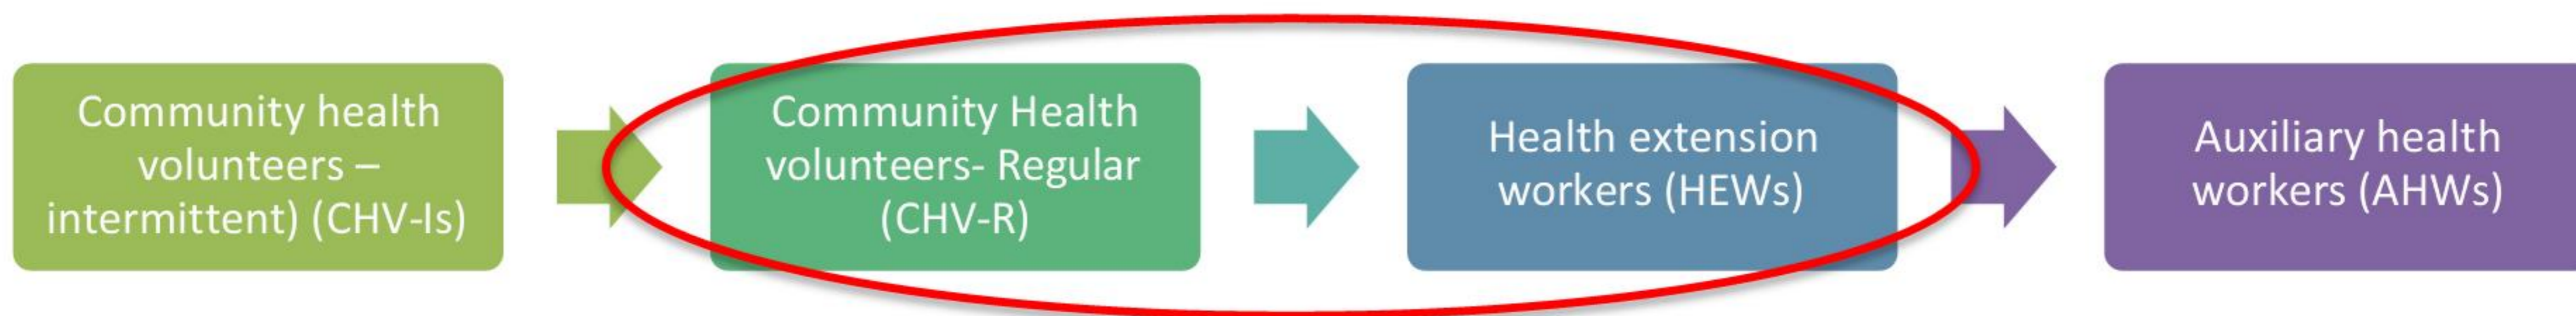 Community health
volunteers –
intermittent) (CHV-Is)
Community Health
volunteers- Regular
(CHV-R)
Health extension
workers (HEWs)
Auxiliary health
workers (AHWs)